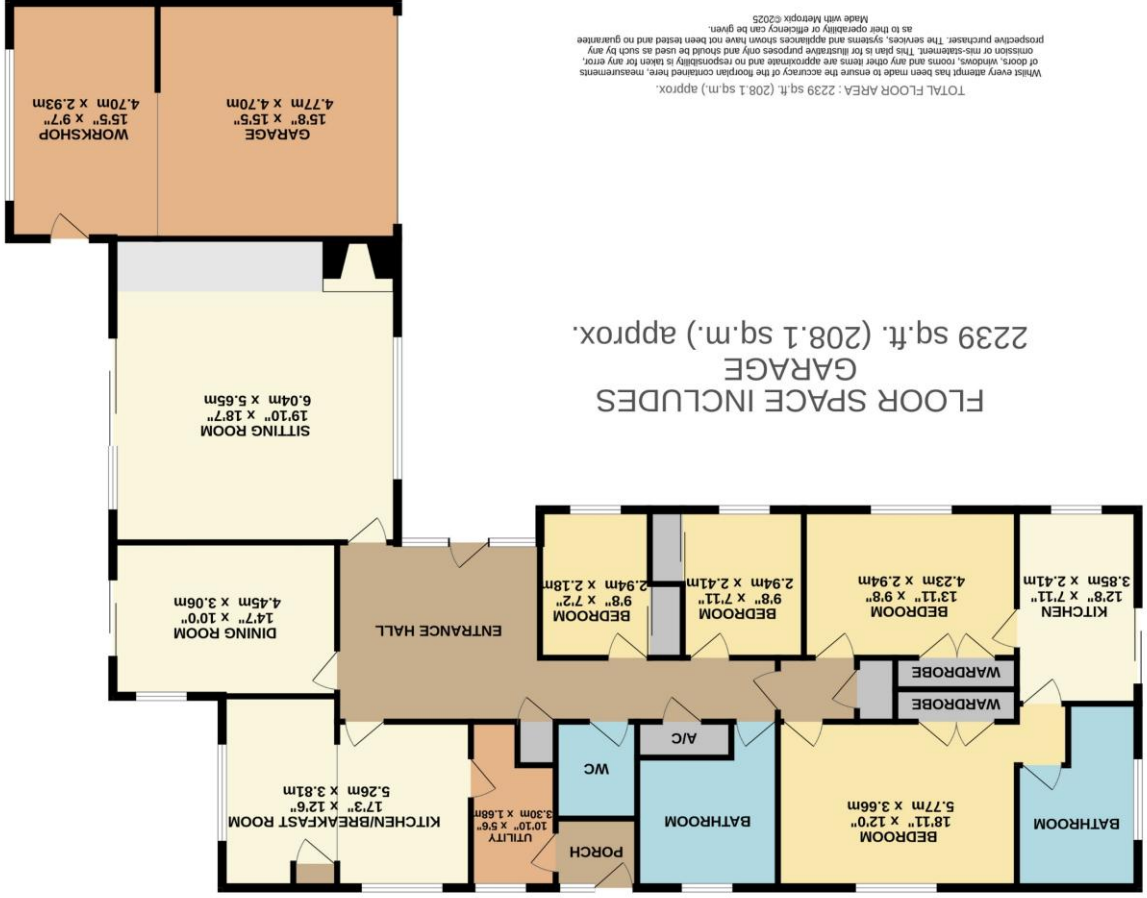 BATHROOM
BEDROOM
18'11" x 12'0"
5.77m x 3.66m
BATHROOM
PORCH
UTILITY
10'10" x 5'6"
3.30m x 1.68m
KITCHEN/BREAKFAST ROOM
17'3" x 12'6"
5.26m x 3.81m
WC
A/C
WARDROBE
WARDROBE
KITCHEN
12'8" x 7'11"
3.85m x 2.41m
BEDROOM
13'11" x 9'8"
4.23m x 2.94m
BEDROOM
9'8" x 7'11"
2.94m x 2.41m
BEDROOM
9'8" x 7'2"
2.94m x 2.18m
ENTRANCE HALL
DINING ROOM
14'7" x 10'0"
4.45m x 3.06m
FLOOR SPACE INCLUDES
GARAGE
2239 sq.ft. (208.1 sq.m.) approx.
SITTING ROOM
19'10" x 18'7"
6.04m x 5.65m
GARAGE
15'8" x 15'5"
4.77m x 4.70m
WORKSHOP
15'5" x 9'7"
4.70m x 2.93m
TOTAL FLOOR AREA : 2239 sq.ft. (208.1 sq.m.) approx.
Whilst every attempt has been made to ensure the accuracy of the floorplan contained here, measurements
of doors, windows, rooms and any other items are approximate and no responsibility is taken for any error,
omission or mis-statement. This plan is for illustrative purposes only and should be used as such by any
prospective purchaser. The services, systems and appliances shown have not been tested and no guarantee
as to their operability or efficiency can be given.
Made with Metropix ©2025